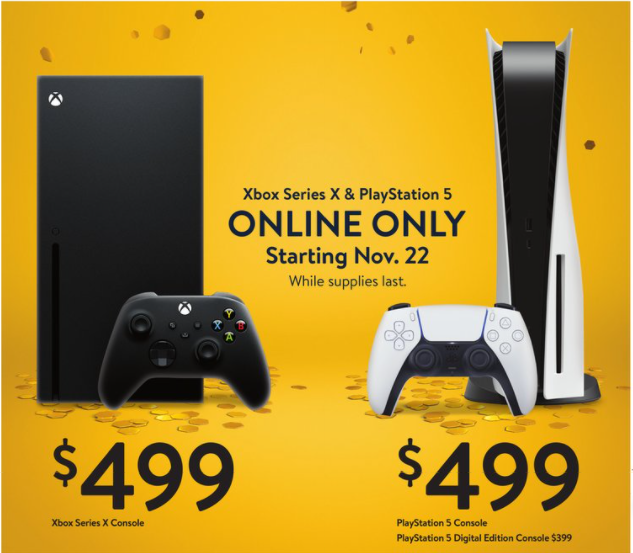 Xbox Series X & PlayStation 5
ONLINE ONLY
Starting Nov. 22
While supplies last.
Y
X B
A
$499
Xbox Series X Console
$499
PlayStation 5 Console
PlayStation 5 Digital Edition Console $399